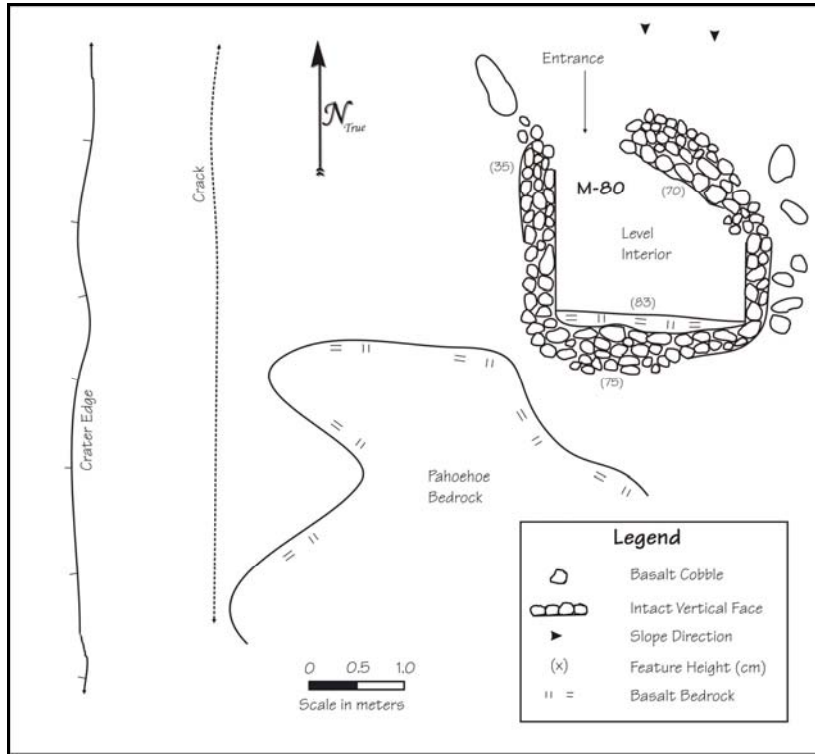 Entrance
N
True
(35)
(70)
M-80
Crack
Level
Interior
(83)
(75)
Crater Edge
Pahoehoe
Bedrock
0 0.5 1.0
Scale in meters
Legend
Basalt Cobble
Intact Vertical Face
Slope Direction
(x) Feature Height (cm)
Basalt Bedrock